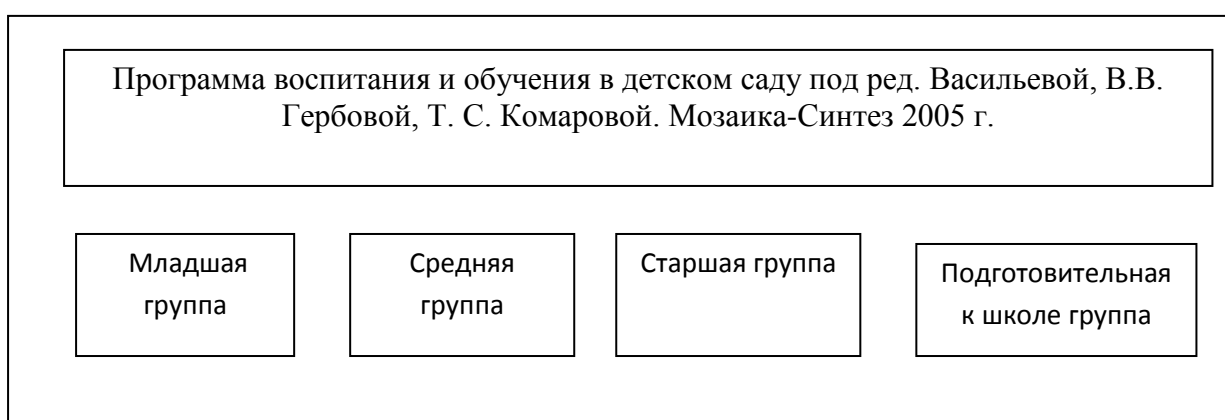 Программа воспитания и обучения в детском саду под ред. Васильевой, В.В.
Гербовой, Т. С. Комаровой. Мозаика-Синтез 2005 г.
Младшая
группа
Средняя
группа
Старшая группа
Подготовительная
к школе группа